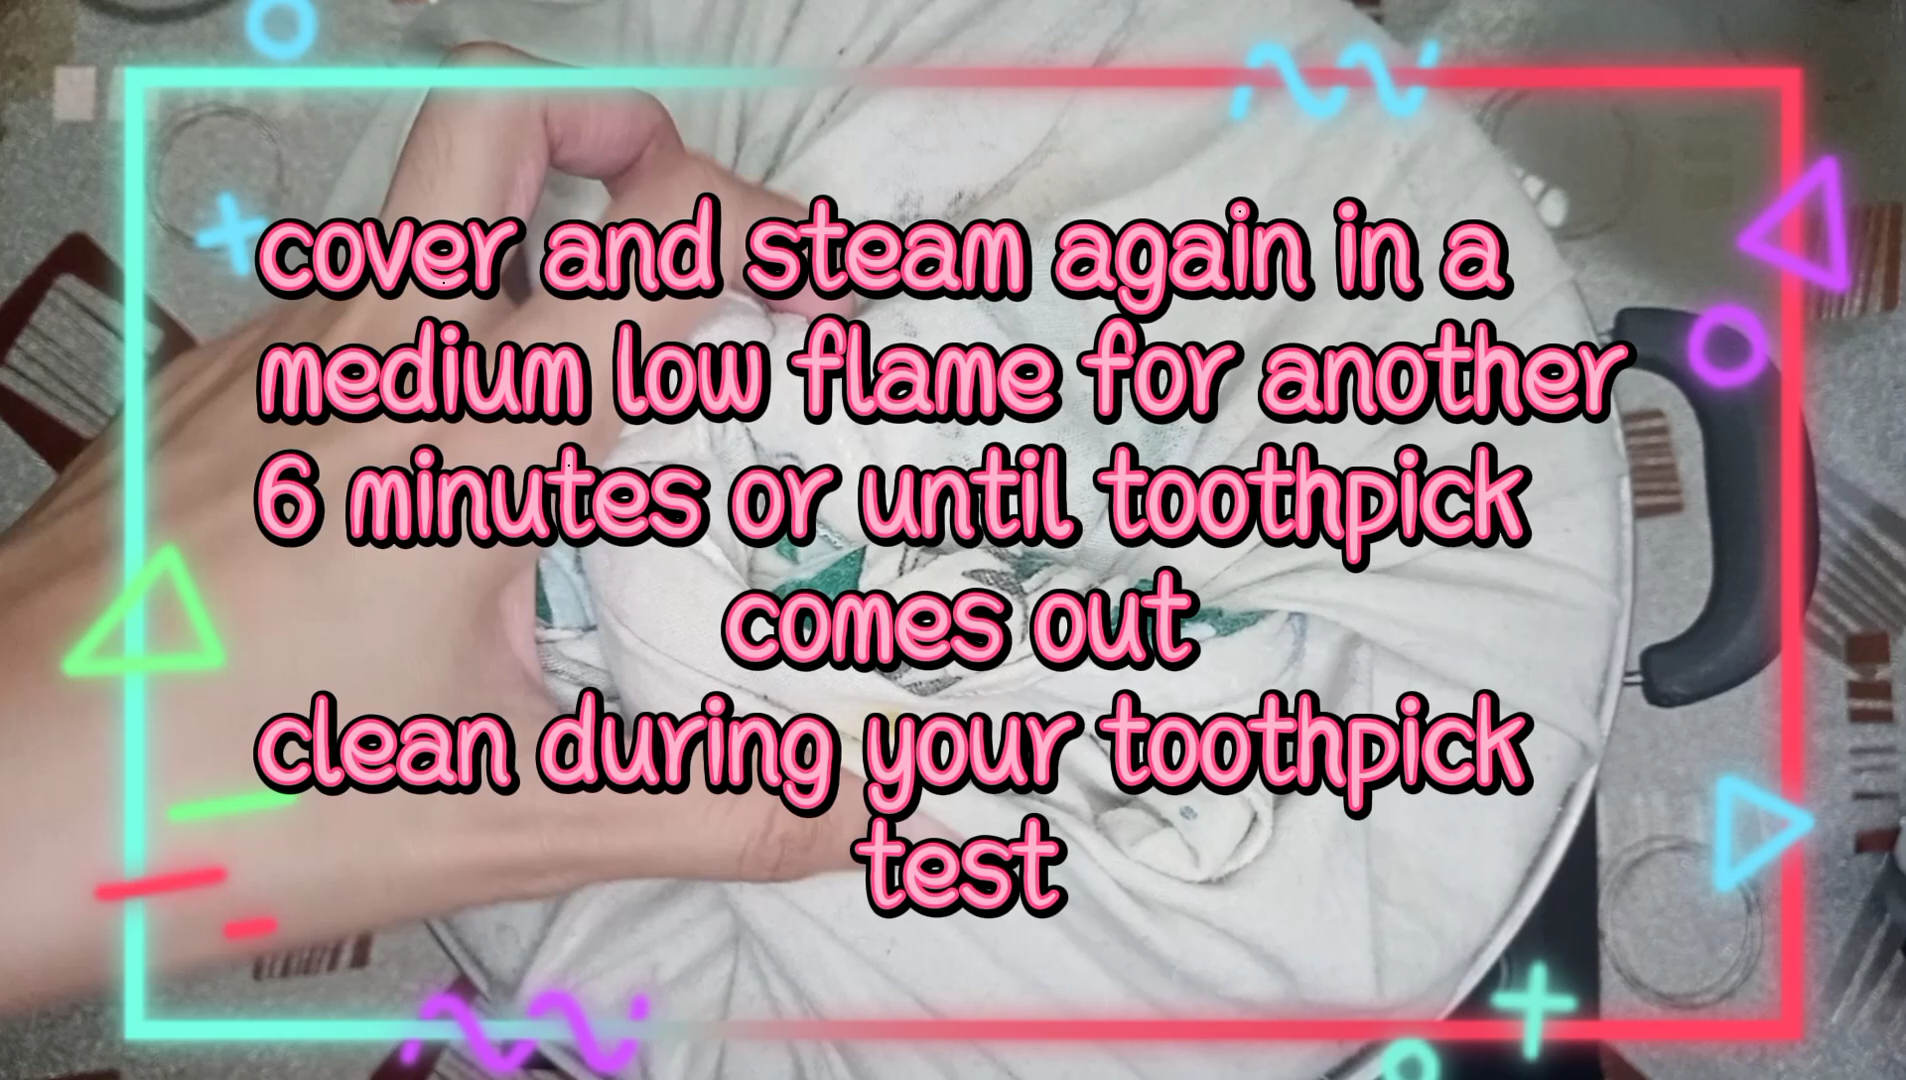 cover and steam again in a
medium low flame for another
6 minutes or until toothpick
comes out
clean during your toothpick
test